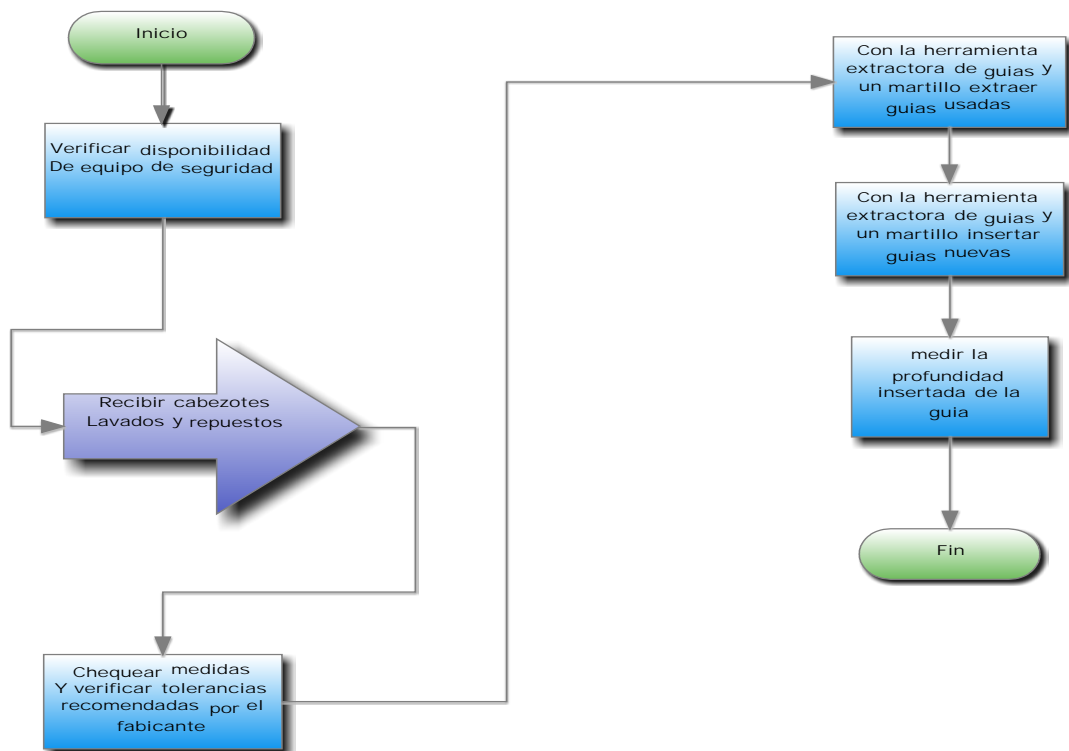 Inicio
Verificar disponibilidad
De equipo de seguridad
Recibir cabezotes
Lavados y repuestos
Chequear medidas
Y verificar tolerancias
recomendadas por el
fabicante
Con la herramienta
extractora de guias y
un martillo extraer
guias usadas
Con la herramienta
extractora de guias y
un martillo insertar
guias nuevas
medir la
profundidad
insertada de la
guia
Fin